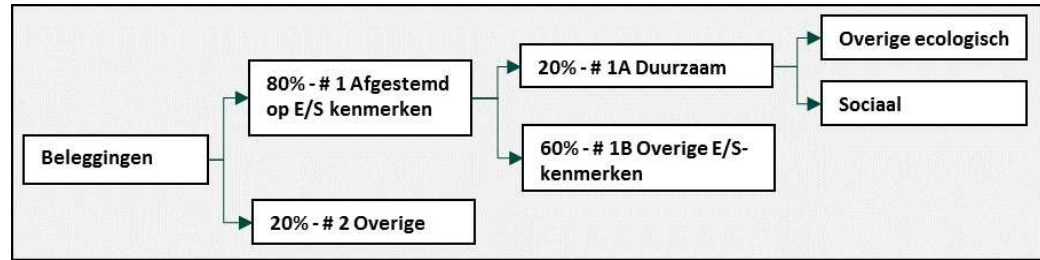 Beleggingen
80% - # 1 Afgestemd
op E/S kenmerken
20% - # 2 Overige
20% - # 1A Duurzaam
60% - # 1B Overige E/S-
kenmerken
Overige ecologisch
Sociaal